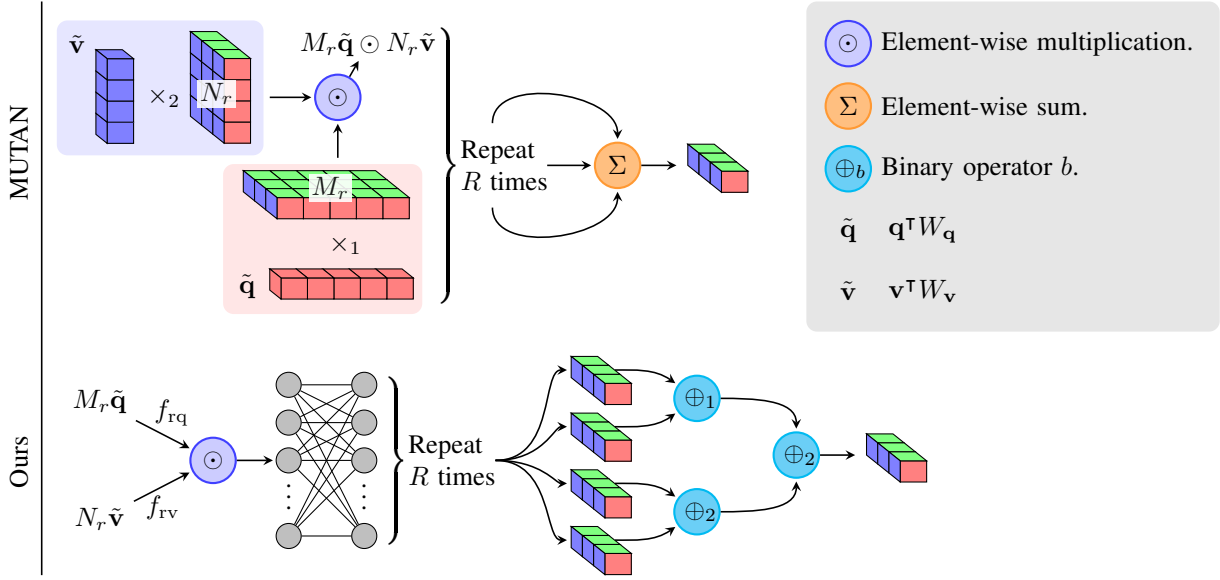 MUTAN
ṽ
×₂
N_r
M_r q̃ ⊙ N_r ṽ
⊙
M_r
×₁
q̃
Repeat
R times
Σ
⊙ Element-wise multiplication.
Σ Element-wise sum.
⊕_b Binary operator b.
q̃ q^⊺W_q
ṽ v^⊺W_v
Ours
M_r q̃
f_rq
⊙
N_r ṽ
f_rv
Repeat
R times
⊕₁
⊕₂
⊕₂